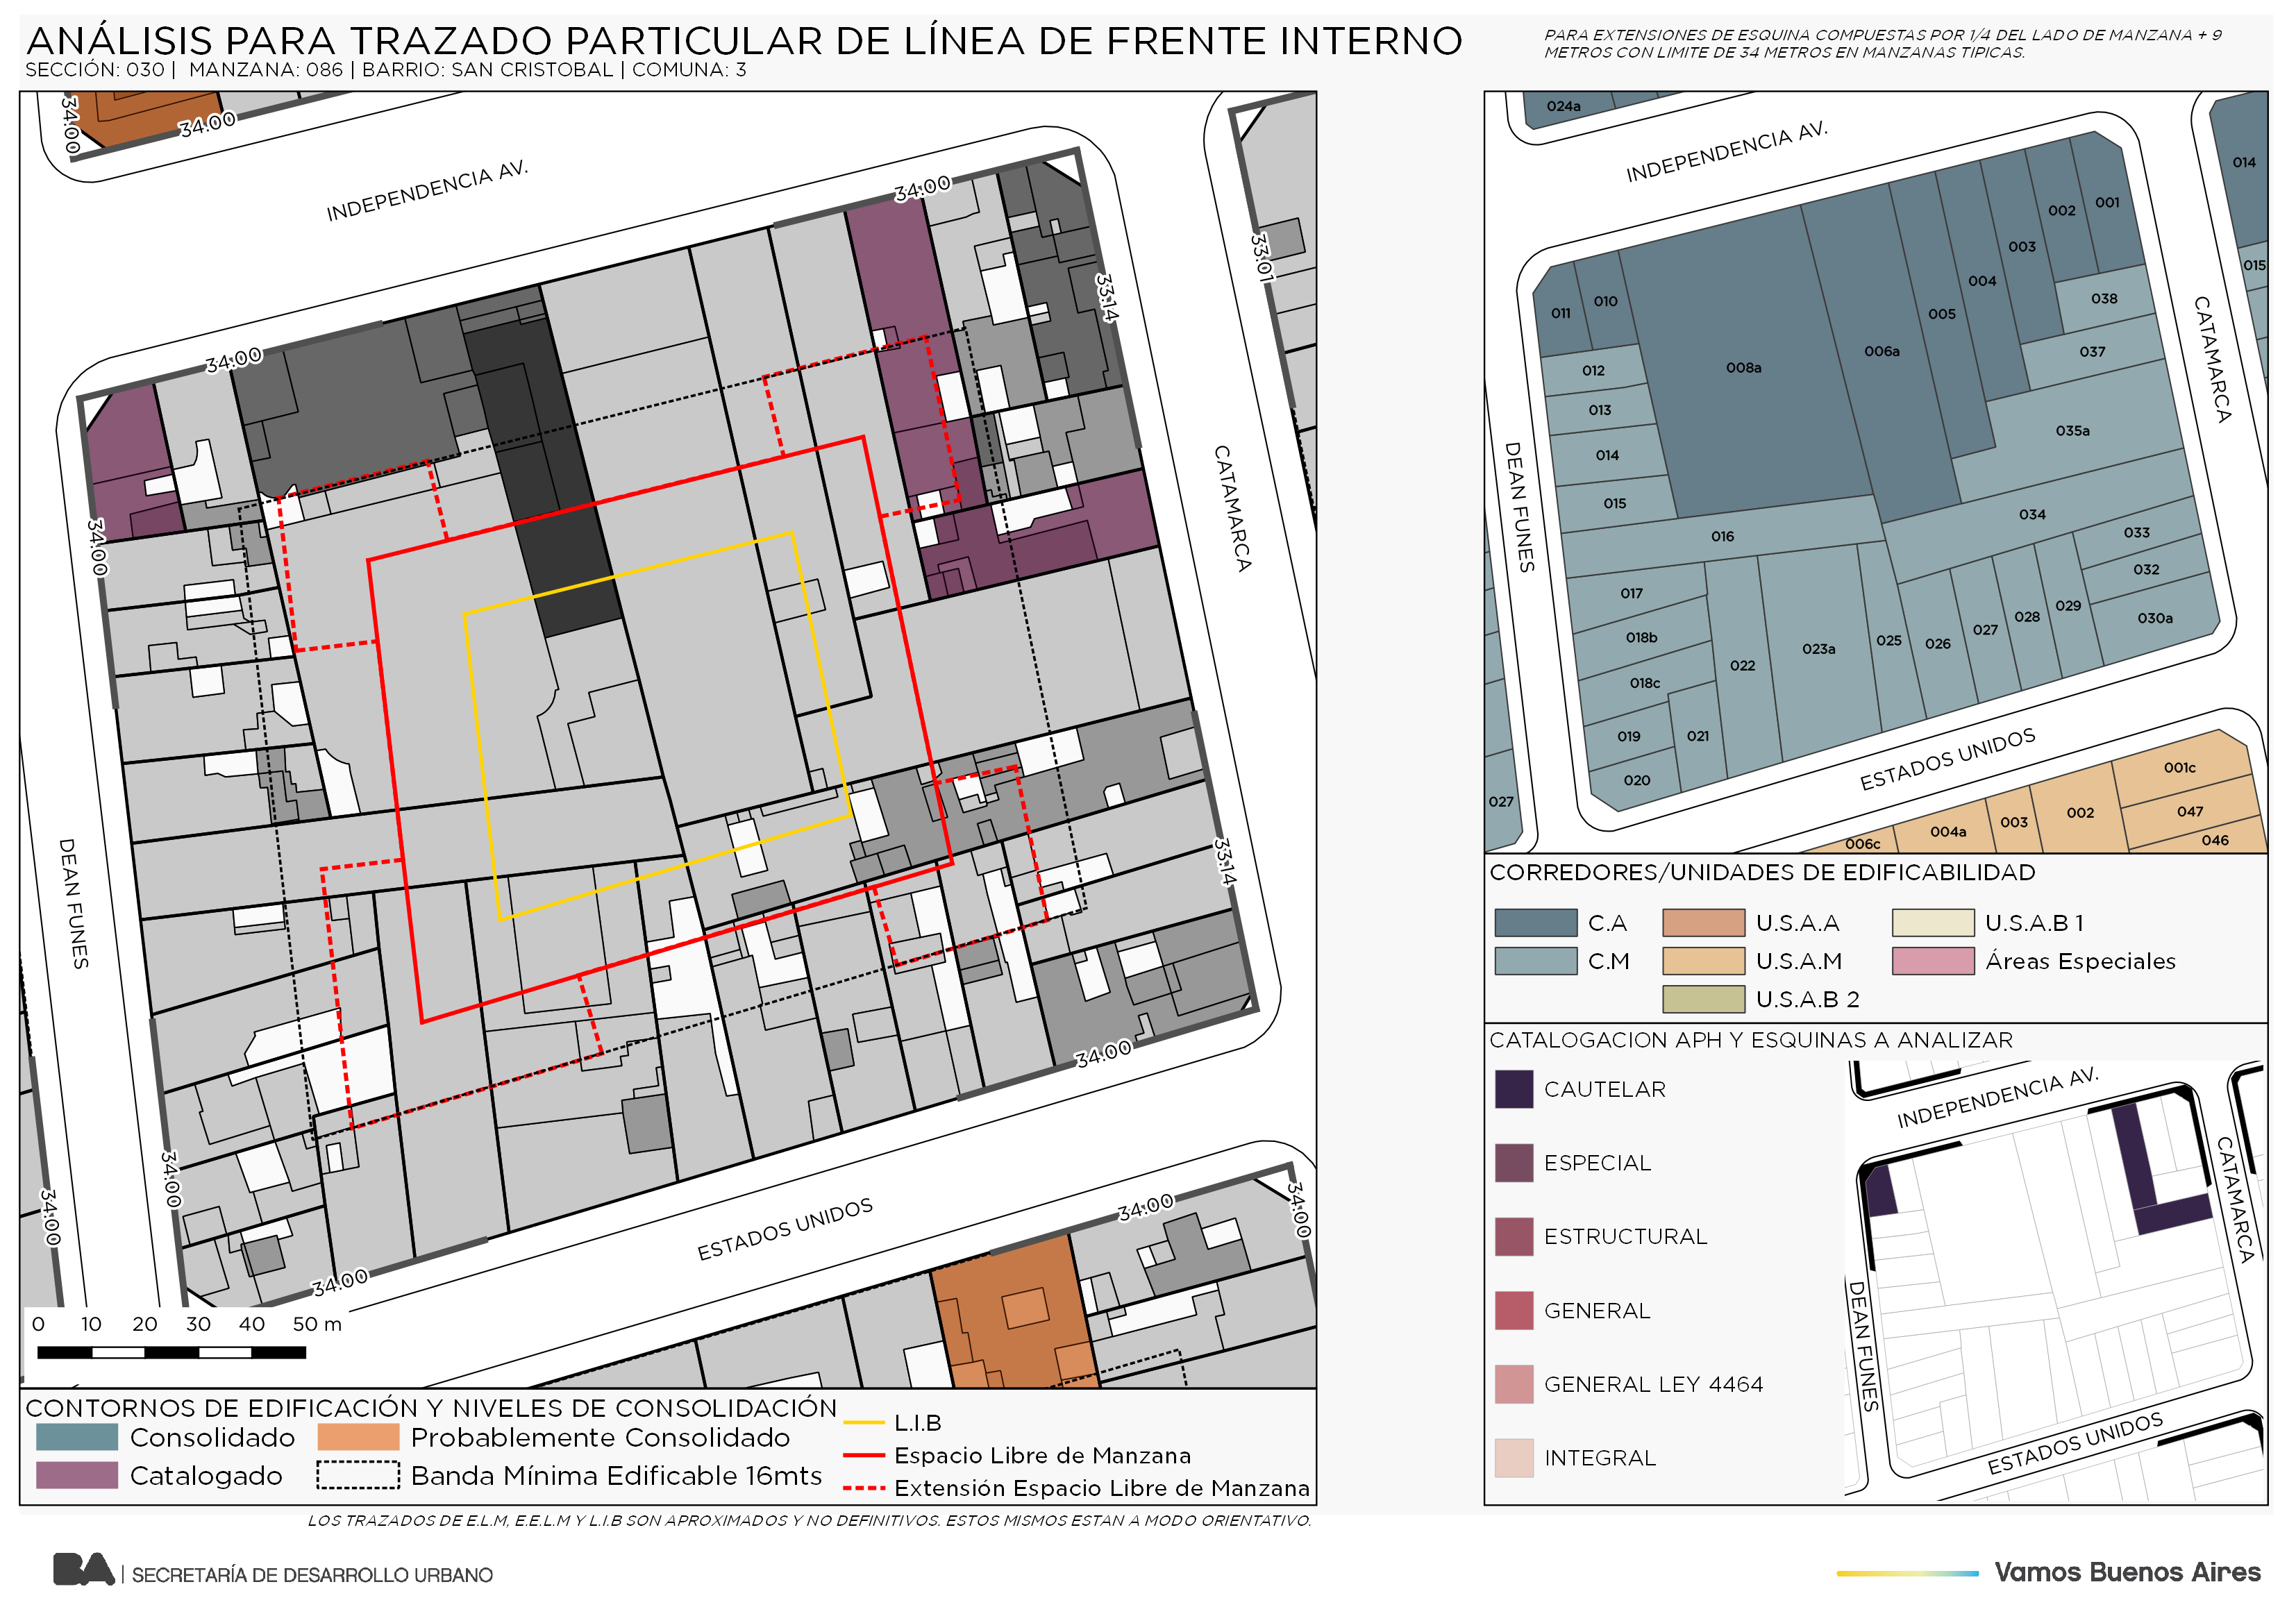 ANÁLISIS PARA TRAZADO PARTICULAR DE LÍNEA DE FRENTE INTERNO
SECCIÓN: 030 | MANZANA: 086 | BARRIO: SAN CRISTOBAL | COMUNA: 3
PARA EXTENSIONES DE ESQUINA COMPUESTAS POR 1/4 DEL LADO DE MANZANA + 9
METROS CON LIMITE DE 34 METROS EN MANZANAS TIPICAS.
34:00
34:00
INDEPENDENCIA AV.
34:00
33:01
33:14
34:00
34:00
CATAMARCA
DEAN FUNES
33:14
34:00
34:00
34:00
34:00
34:00
34:00
ESTADOS UNIDOS
0 10 20 30 40 50 m
CONTORNOS DE EDIFICACIÓN Y NIVELES DE CONSOLIDACIÓN
Consolidado
Probablemente Consolidado
Catalogado
Banda Mínima Edificable 16mts
L.I.B
Espacio Libre de Manzana
Extensión Espacio Libre de Manzana
LOS TRAZADOS DE E.L.M, E.E.L.M Y L.I.B SON APROXIMADOS Y NO DEFINITIVOS. ESTOS MISMOS ESTAN A MODO ORIENTATIVO.
024a
INDEPENDENCIA AV.
014
001
002
003
004
005
006a
008a
010
011
015
038
037
035a
012
013
014
015
016
034
033
032
030a
029
028
027
026
025
023a
022
017
018b
018c
019
021
020
027
DEAN FUNES
CATAMARCA
ESTADOS UNIDOS
001c
047
046
002
003
004a
006c
CORREDORES/UNIDADES DE EDIFICABILIDAD
C.A
U.S.A.A
U.S.A.B 1
C.M
U.S.A.M
Áreas Especiales
U.S.A.B 2
CATALOGACION APH Y ESQUINAS A ANALIZAR
CAUTELAR
ESPECIAL
ESTRUCTURAL
GENERAL
GENERAL LEY 4464
INTEGRAL
INDEPENDENCIA AV.
CATAMARCA
DEAN FUNES
ESTADOS UNIDOS
BA | SECRETARÍA DE DESARROLLO URBANO
Vamos Buenos Aires